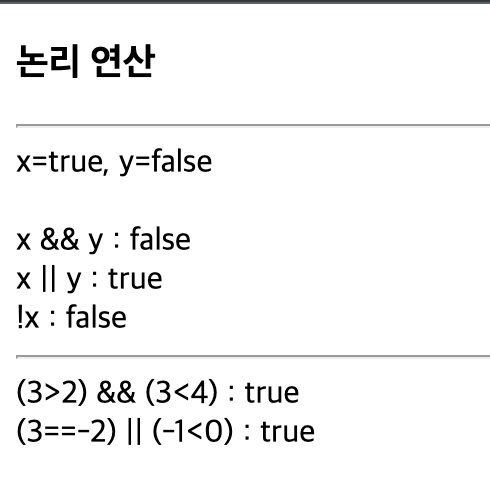 논리 연산
x=true, y=false
x && y : false
x || y : true
!x : false
(3>2) && (3<4) : true
(3==-2) || (-1<0) : true